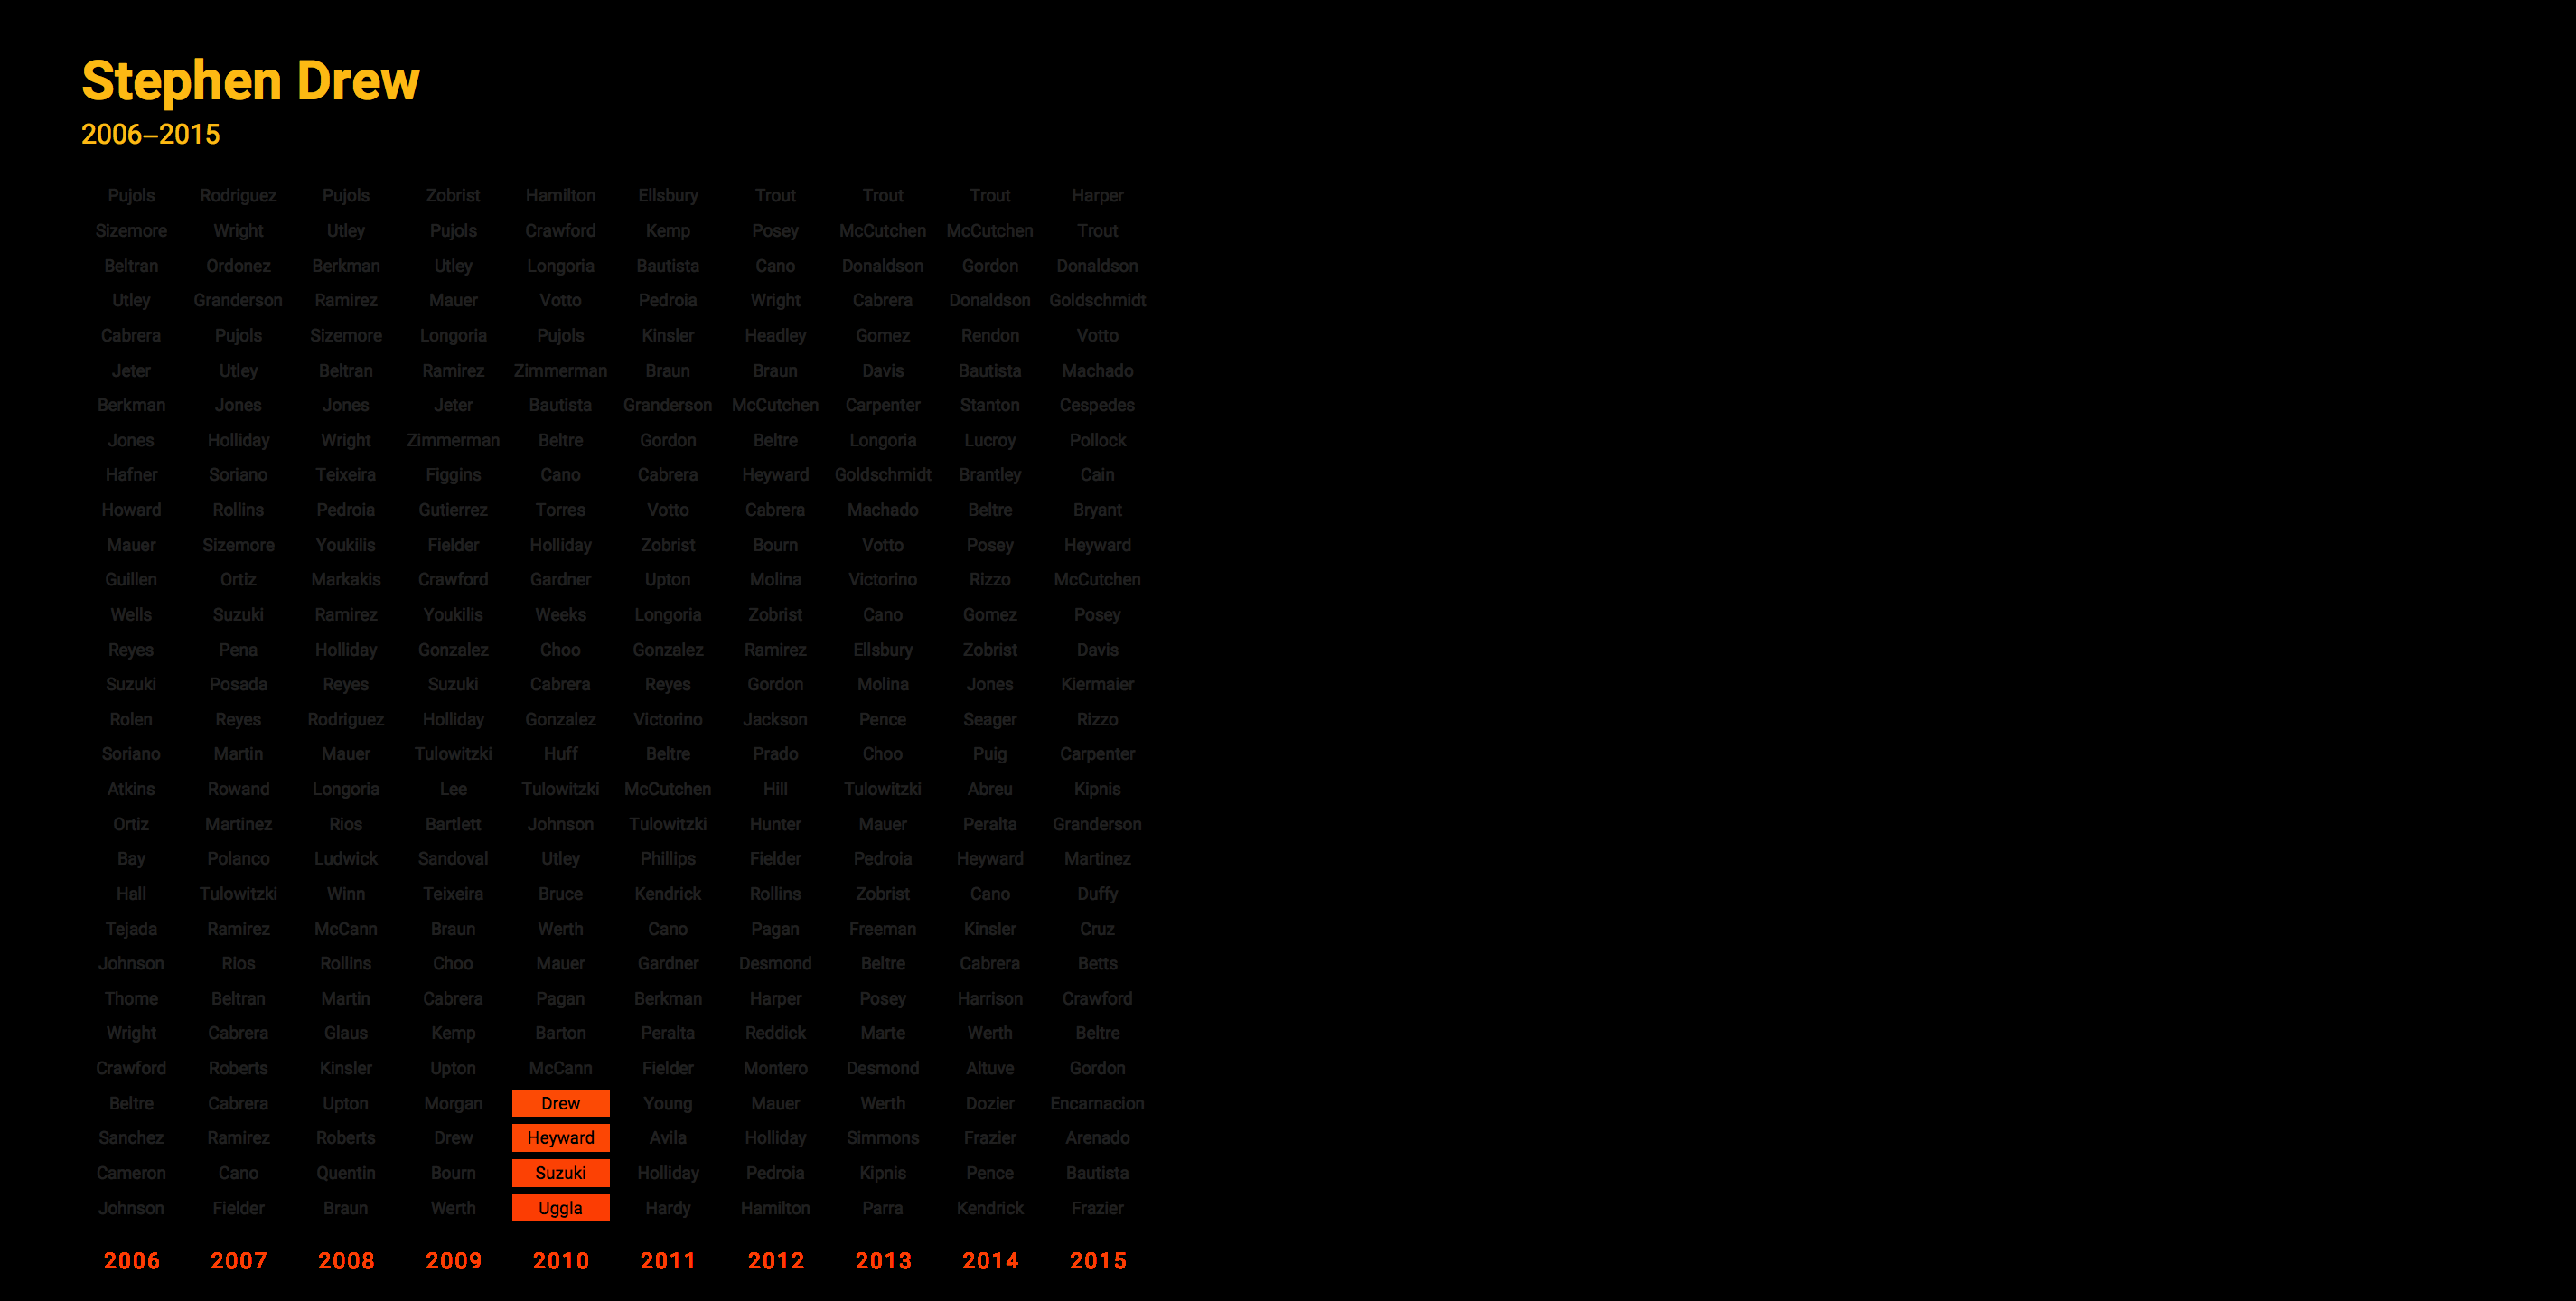 Stephen Drew
2006–2015
Pujols Rodriguez Pujols Zobrist Hamilton Ellsbury Trout Trout Trout Harper
Sizemore Wright Utley Pujols Crawford Kemp Posey McCutchen McCutchen Trout
Beltran Ordonez Berkman Utley Longoria Bautista Cano Donaldson Gordon Donaldson
Utley Granderson Ramirez Mauer Votto Pedroia Wright Cabrera Donaldson Goldschmidt
Cabrera Pujols Sizemore Longoria Pujols Kinsler Headley Gomez Rendon Votto
Jeter Utley Beltran Ramirez Zimmerman Braun Braun Davis Bautista Machado
Berkman Jones Jones Jeter Bautista Granderson McCutchen Carpenter Stanton Cespedes
Jones Holliday Wright Zimmerman Beltre Gordon Beltre Longoria Lucroy Pollock
Hafner Soriano Teixeira Figgins Cano Cabrera Heyward Goldschmidt Brantley Cain
Howard Rollins Pedroia Gutierrez Torres Votto Cabrera Machado Beltre Bryant
Mauer Sizemore Youkilis Fielder Holliday Zobrist Bourn Votto Posey Heyward
Guillen Ortiz Markakis Crawford Gardner Upton Molina Victorino Rizzo McCutchen
Wells Suzuki Ramirez Youkilis Weeks Longoria Zobrist Cano Gomez Posey
Reyes Pena Holliday Gonzalez Choo Gonzalez Ramirez Ellsbury Zobrist Davis
Suzuki Posada Reyes Suzuki Cabrera Reyes Gordon Molina Jones Kiermaier
Rolen Reyes Rodriguez Holliday Gonzalez Victorino Jackson Pence Seager Rizzo
Soriano Martin Mauer Tulowitzki Huff Beltre Prado Choo Puig Carpenter
Atkins Rowand Longoria Lee Tulowitzki McCutchen Hill Tulowitzki Abreu Kipnis
Ortiz Martinez Rios Bartlett Johnson Tulowitzki Hunter Mauer Peralta Granderson
Bay Polanco Ludwick Sandoval Utley Phillips Fielder Pedroia Heyward Martinez
Hall Tulowitzki Winn Teixeira Bruce Kendrick Rollins Zobrist Cano Duffy
Tejada Ramirez McCann Braun Werth Cano Pagan Freeman Kinsler Cruz
Johnson Rios Rollins Choo Mauer Gardner Desmond Beltre Cabrera Betts
Thome Beltran Martin Cabrera Pagan Berkman Harper Posey Harrison Crawford
Wright Cabrera Glaus Kemp Barton Peralta Reddick Marte Werth Beltre
Crawford Roberts Kinsler Upton McCann Fielder Montero Desmond Altuve Gordon
Beltre Cabrera Upton Morgan Drew Young Mauer Werth Dozier Encarnacion
Sanchez Ramirez Roberts Drew Heyward Avila Holliday Simmons Frazier Arenado
Cameron Cano Quentin Bourn Suzuki Holliday Pedroia Kipnis Pence Bautista
Johnson Fielder Braun Werth Uggla Hardy Hamilton Parra Kendrick Frazier
2006 2007 2008 2009 2010 2011 2012 2013 2014 2015